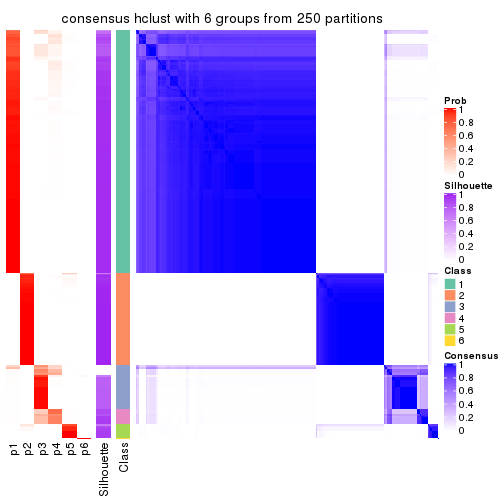 consensus hclust with 6 groups from 250 partitions
Prob
1
0.8
0.6
0.4
0.2
0
Silhouette
1
0.8
0.6
0.4
0.2
0
Class
1
2
3
4
5
6
Consensus
1
0.8
0.6
0.4
0.2
0
p1
p2
p3
p4
p5
p6
Silhouette
Class